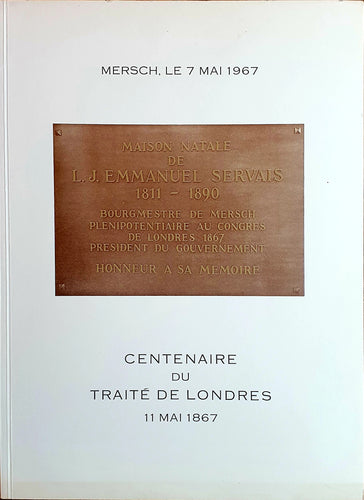 MERSCH, LE 7 MAI 1967
MAISON NATALE
DE
L. J. EMMANUEL SERVAIS
1811 - 1890
BOURGMESTRE DE MERSCH
PLENIPOTENTIAIRE AU CONGRES
DE LONDRES 1867
PRESIDENT DU GOUVERNEMENT
HONNEUR A SA MEMOIRE
CENTENAIRE
DU
TRAITÉ DE LONDRES
11 MAI 1867